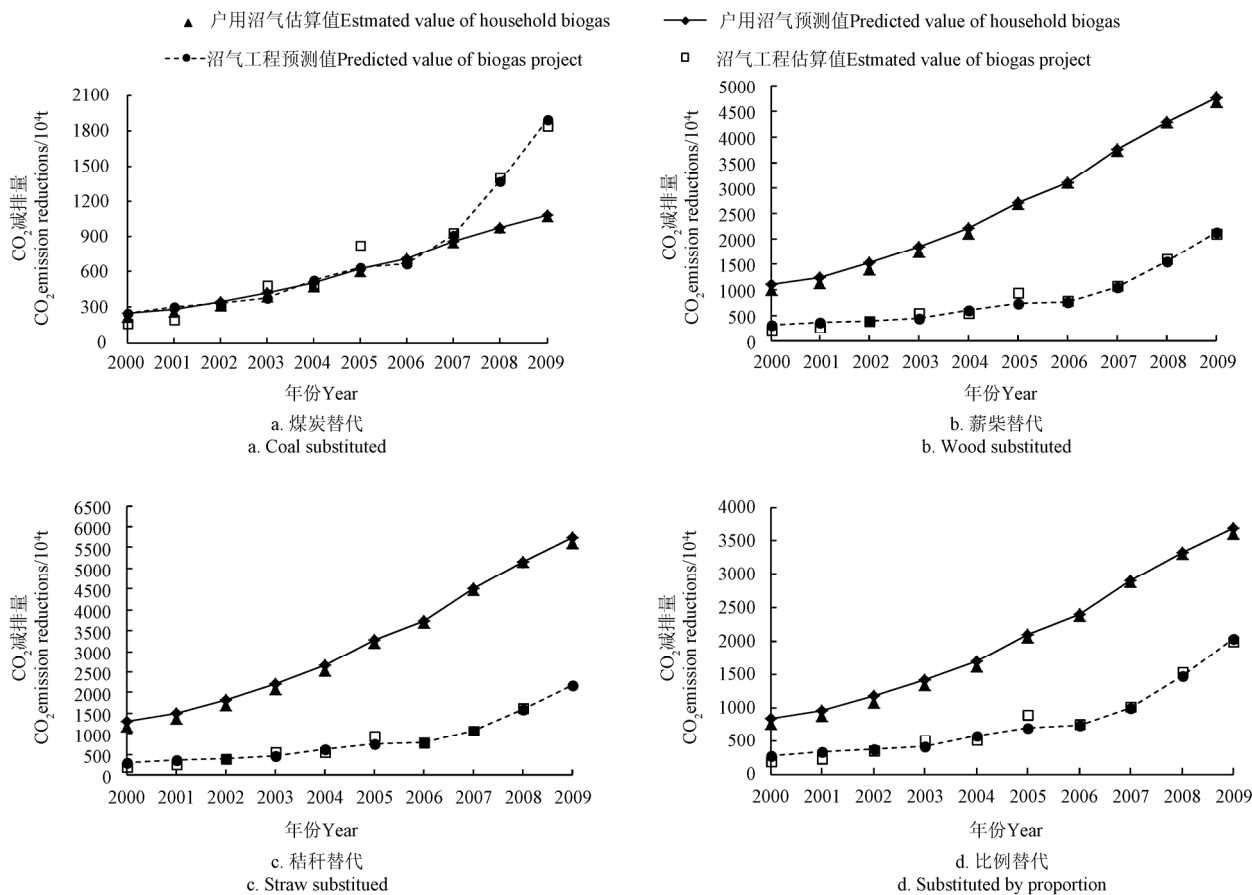 户用沼气估算值Estmated value of household biogas
户用沼气预测值Predicted value of household biogas
沼气工程预测值Predicted value of biogas project
沼气工程估算值Estmated value of biogas project
CO2减排量
CO2emission reductions/10⁴t
2100
1800
1500
1200
900
600
300
0
2000 2001 2002 2003 2004 2005 2006 2007 2008 2009
年份Year
a. 煤炭替代
a. Coal substituted
CO2减排量
CO2emission reductions/10⁴t
5000
4500
4000
3500
3000
2500
2000
1500
1000
500
0
2000 2001 2002 2003 2004 2005 2006 2007 2008 2009
年份Year
b. 薪柴替代
b. Wood substituted
CO2减排量
CO2emission reductions/10⁴t
6500
6000
5500
5000
4500
4000
3500
3000
2500
2000
1500
1000
500
0
2000 2001 2002 2003 2004 2005 2006 2007 2008 2009
年份Year
c. 秸秆替代
c. Straw substitued
CO2减排量
CO2emission reductions/10⁴t
4000
3500
3000
2500
2000
1500
1000
500
0
2000 2001 2002 2003 2004 2005 2006 2007 2008 2009
年份Year
d. 比例替代
d. Substituted by proportion